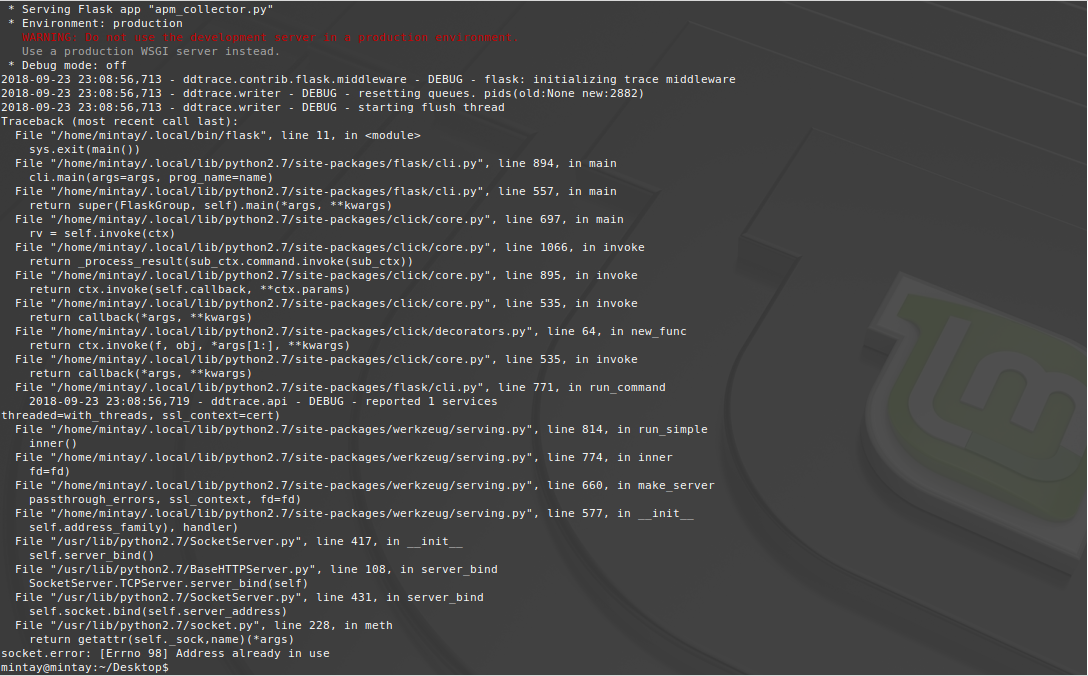 * Serving Flask app "apm_collector.py"
 * Environment: production
   WARNING: Do not use the development server in a production environment.
   Use a production WSGI server instead.
 * Debug mode: off
2018-09-23 23:08:56,713 - ddtrace.contrib.flask.middleware - DEBUG - flask: initializing trace middleware
2018-09-23 23:08:56,713 - ddtrace.writer - DEBUG - resetting queues. pids(old:None new:2882)
2018-09-23 23:08:56,713 - ddtrace.writer - DEBUG - starting flush thread
Traceback (most recent call last):
  File "/home/mintay/.local/bin/flask", line 11, in <module>
    sys.exit(main())
  File "/home/mintay/.local/lib/python2.7/site-packages/flask/cli.py", line 894, in main
    cli.main(args=args, prog_name=name)
  File "/home/mintay/.local/lib/python2.7/site-packages/flask/cli.py", line 557, in main
    return super(FlaskGroup, self).main(*args, **kwargs)
  File "/home/mintay/.local/lib/python2.7/site-packages/click/core.py", line 697, in main
    rv = self.invoke(ctx)
  File "/home/mintay/.local/lib/python2.7/site-packages/click/core.py", line 1066, in invoke
    return _process_result(sub_ctx.command.invoke(sub_ctx))
  File "/home/mintay/.local/lib/python2.7/site-packages/click/core.py", line 895, in invoke
    return ctx.invoke(self.callback, **ctx.params)
  File "/home/mintay/.local/lib/python2.7/site-packages/click/core.py", line 535, in invoke
    return callback(*args, **kwargs)
  File "/home/mintay/.local/lib/python2.7/site-packages/click/decorators.py", line 64, in new_func
    return ctx.invoke(f, obj, *args[1:], **kwargs)
  File "/home/mintay/.local/lib/python2.7/site-packages/click/core.py", line 535, in invoke
    return callback(*args, **kwargs)
  File "/home/mintay/.local/lib/python2.7/site-packages/flask/cli.py", line 771, in run_command
    2018-09-23 23:08:56,719 - ddtrace.api - DEBUG - reported 1 services
threaded=with_threads, ssl_context=cert)
  File "/home/mintay/.local/lib/python2.7/site-packages/werkzeug/serving.py", line 814, in run_simple
    inner()
  File "/home/mintay/.local/lib/python2.7/site-packages/werkzeug/serving.py", line 774, in inner
    fd=fd)
  File "/home/mintay/.local/lib/python2.7/site-packages/werkzeug/serving.py", line 660, in make_server
    passthrough_errors, ssl_context, fd=fd)
  File "/home/mintay/.local/lib/python2.7/site-packages/werkzeug/serving.py", line 577, in __init__
    self.address_family), handler)
  File "/usr/lib/python2.7/SocketServer.py", line 417, in __init__
    self.server_bind()
  File "/usr/lib/python2.7/BaseHTTPServer.py", line 108, in server_bind
    SocketServer.TCPServer.server_bind(self)
  File "/usr/lib/python2.7/SocketServer.py", line 431, in server_bind
    self.socket.bind(self.server_address)
  File "/usr/lib/python2.7/socket.py", line 228, in meth
    return getattr(self._sock,name)(*args)
socket.error: [Errno 98] Address already in use
mintay@mintay:~/Desktop$